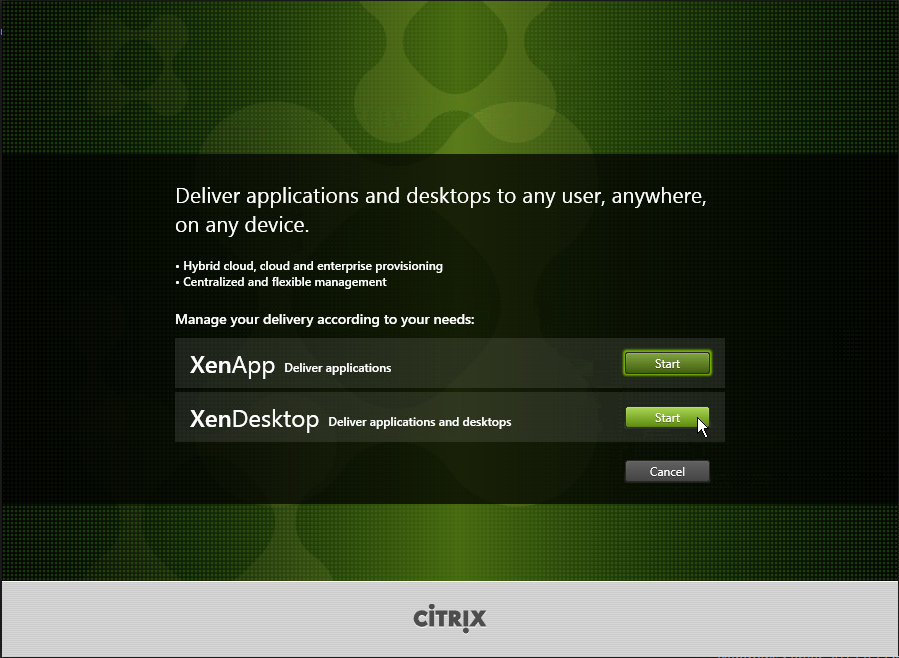 Deliver applications and desktops to any user, anywhere,
on any device.
• Hybrid cloud, cloud and enterprise provisioning
• Centralized and flexible management
Manage your delivery according to your needs:
XenApp Deliver applications Start
XenDesktop Deliver applications and desktops Start
Cancel
CİTRIX